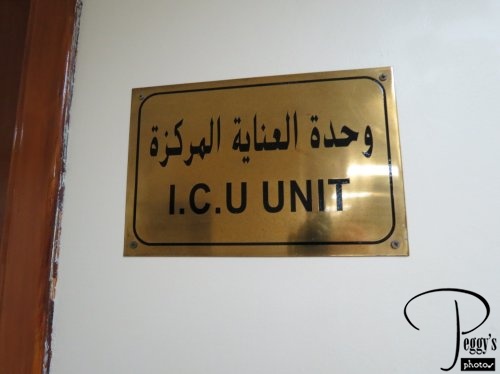 وحدة العناية المركزة
I.C.U UNIT
Peggy's
photos